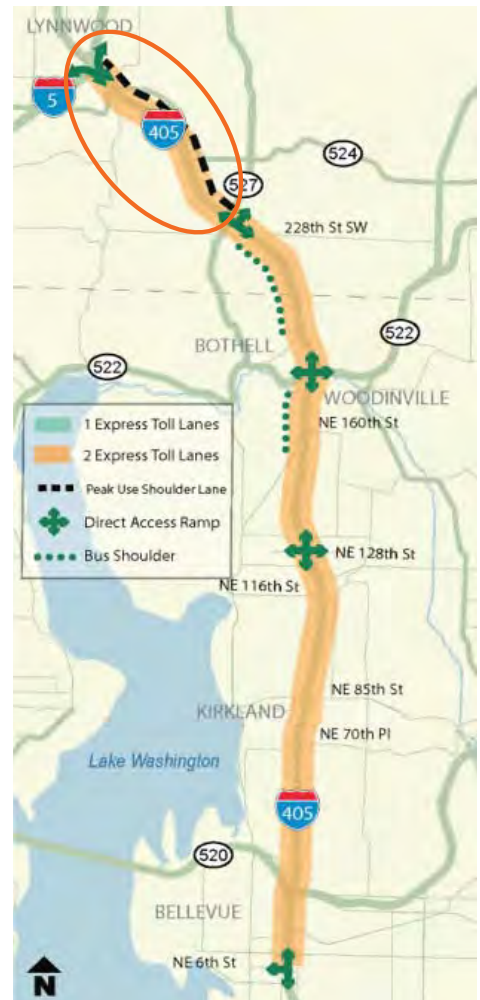 LYNNWOOD
5
405
524
527
228th St SW
BOTHELL
522
522
WOODINVILLE
NE 160th St
1 Express Toll Lanes
2 Express Toll Lanes
Peak Use Shoulder Lane
Direct Access Ramp
Bus Shoulder
NE 128th St
NE 116th St
NE 85th St
KIRKLAND
NE 70th Pl
Lake Washington
405
520
BELLEVUE
NE 6th St
N